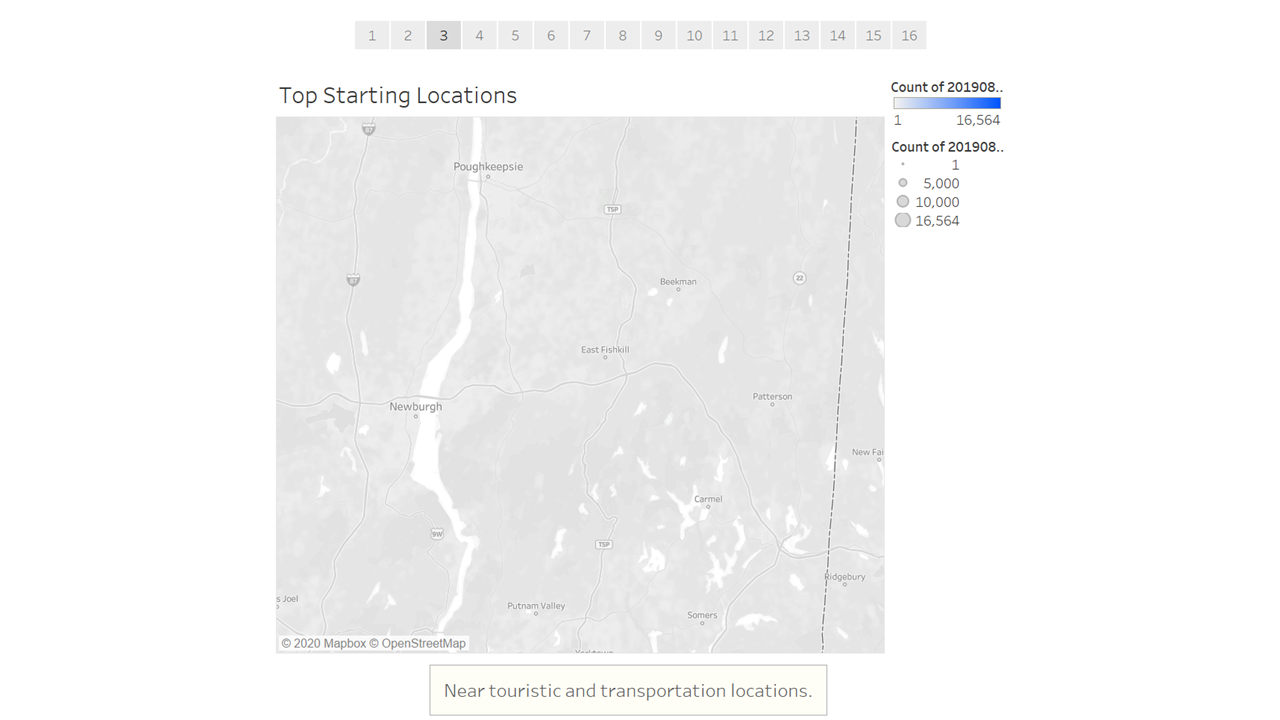 1 2 3 4 5 6 7 8 9 10 11 12 13 14 15 16
Top Starting Locations
Count of 201908..
1 16,564
Count of 201908..
1
5,000
10,000
16,564
87
Poughkeepsie
TSP
87
22
Beekman
East Fishkill
Patterson
Newburgh
New Fai
Carmel
9W
TSP
Ridgebury
s Joel
Putnam Valley
Somers
© 2020 Mapbox © OpenStreetMap
Near touristic and transportation locations.